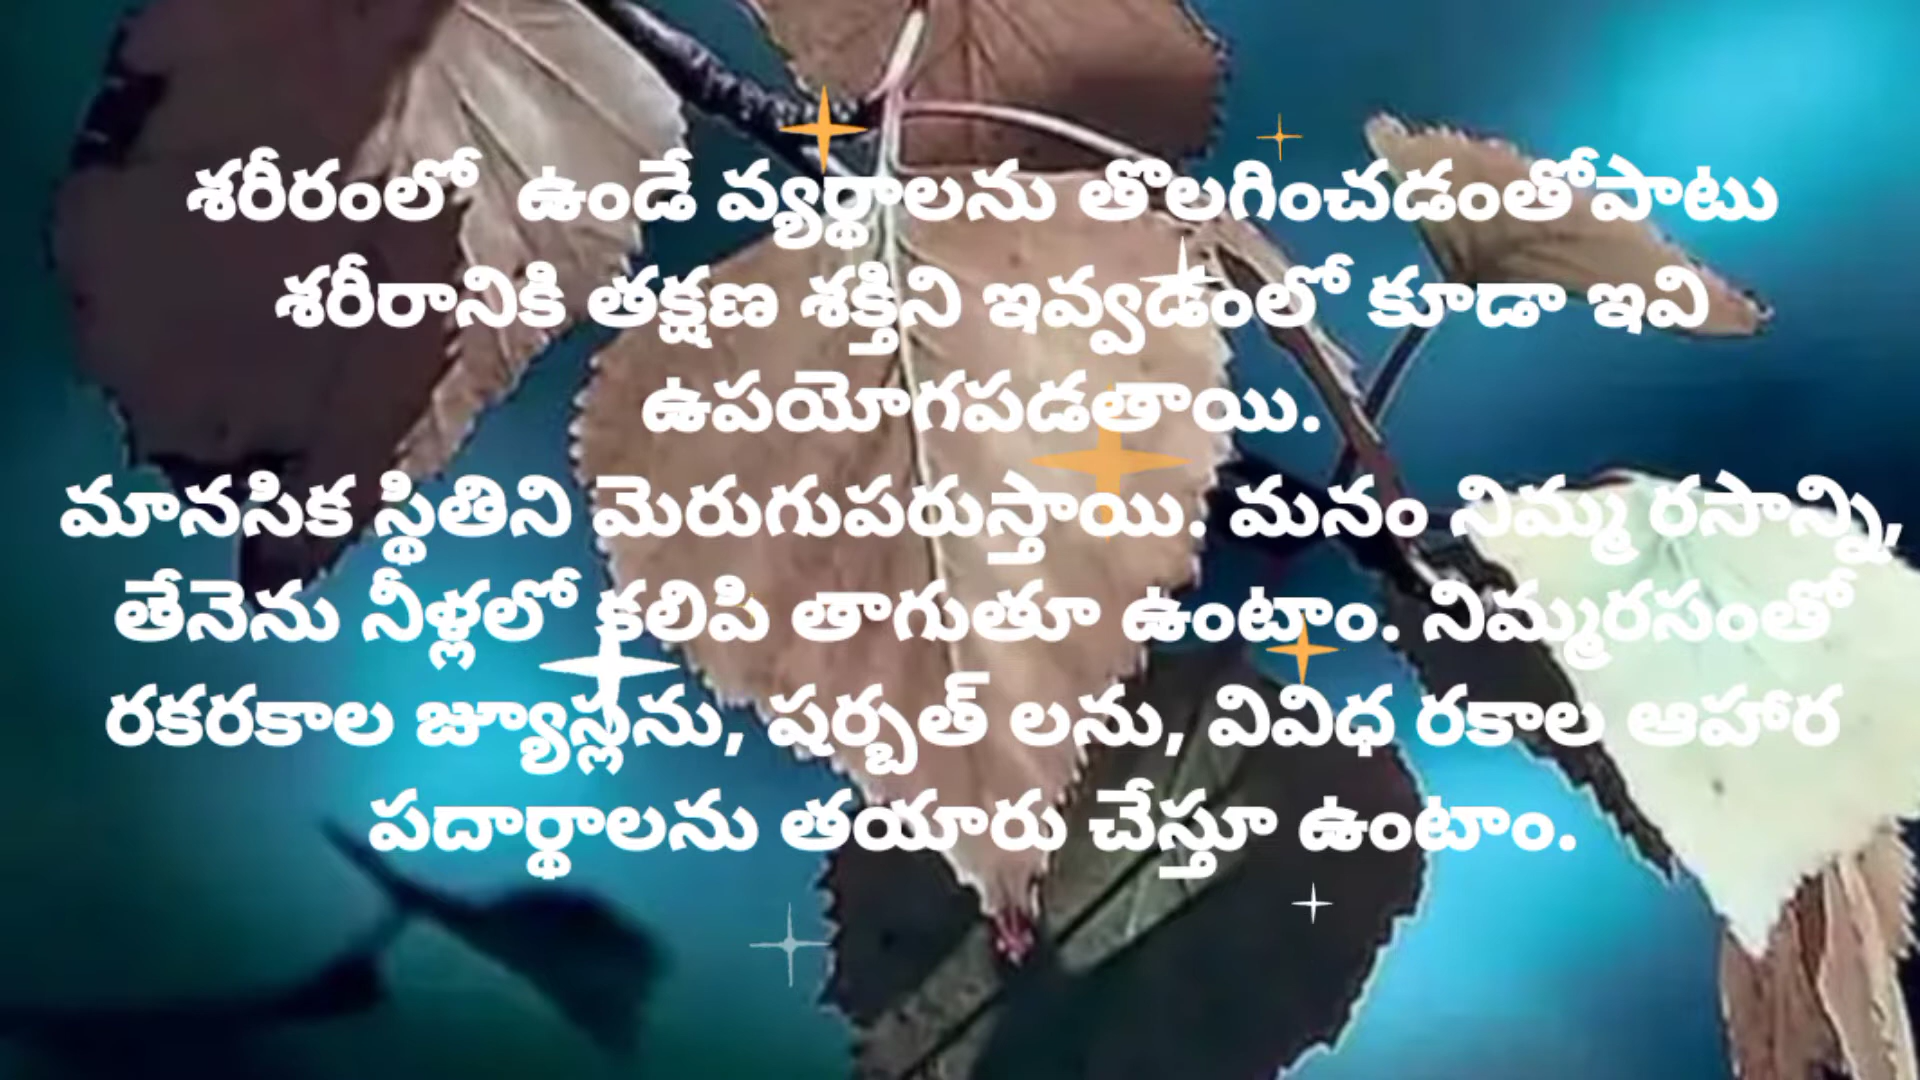 శరీరంలో ఉండే వ్యర్థాలను తొలగించడంతోపాటు
శరీరానికి తక్షణ శక్తిని ఇవ్వడంలో కూడా ఇవి
ఉపయోగపడతాయి.
మానసిక స్థితిని మెరుగుపరుస్తాయి. మనం నిమ్మ రసాన్ని,
తేనెను నీళ్లలో కలిపి తాగుతూ ఉంటాం. నిమ్మరసంతో
రకరకాల జ్యూస్లను, షర్బత్ లను, వివిధ రకాల ఆహార
పదార్థాలను తయారు చేస్తూ ఉంటాం.